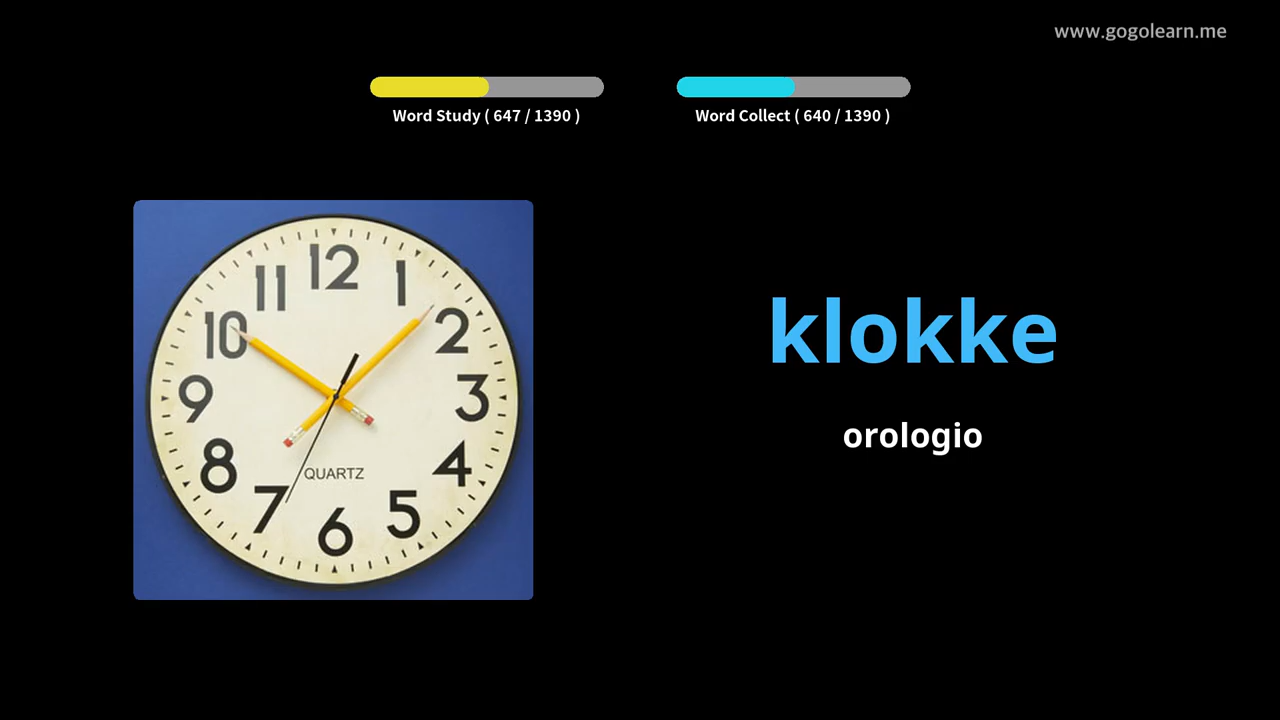 www.gogolearn.me
Word Study ( 647 / 1390 )
Word Collect ( 640 / 1390 )
12
11
1
10
2
9
3
8
4
QUARTZ
7
5
6
klokke
orologio